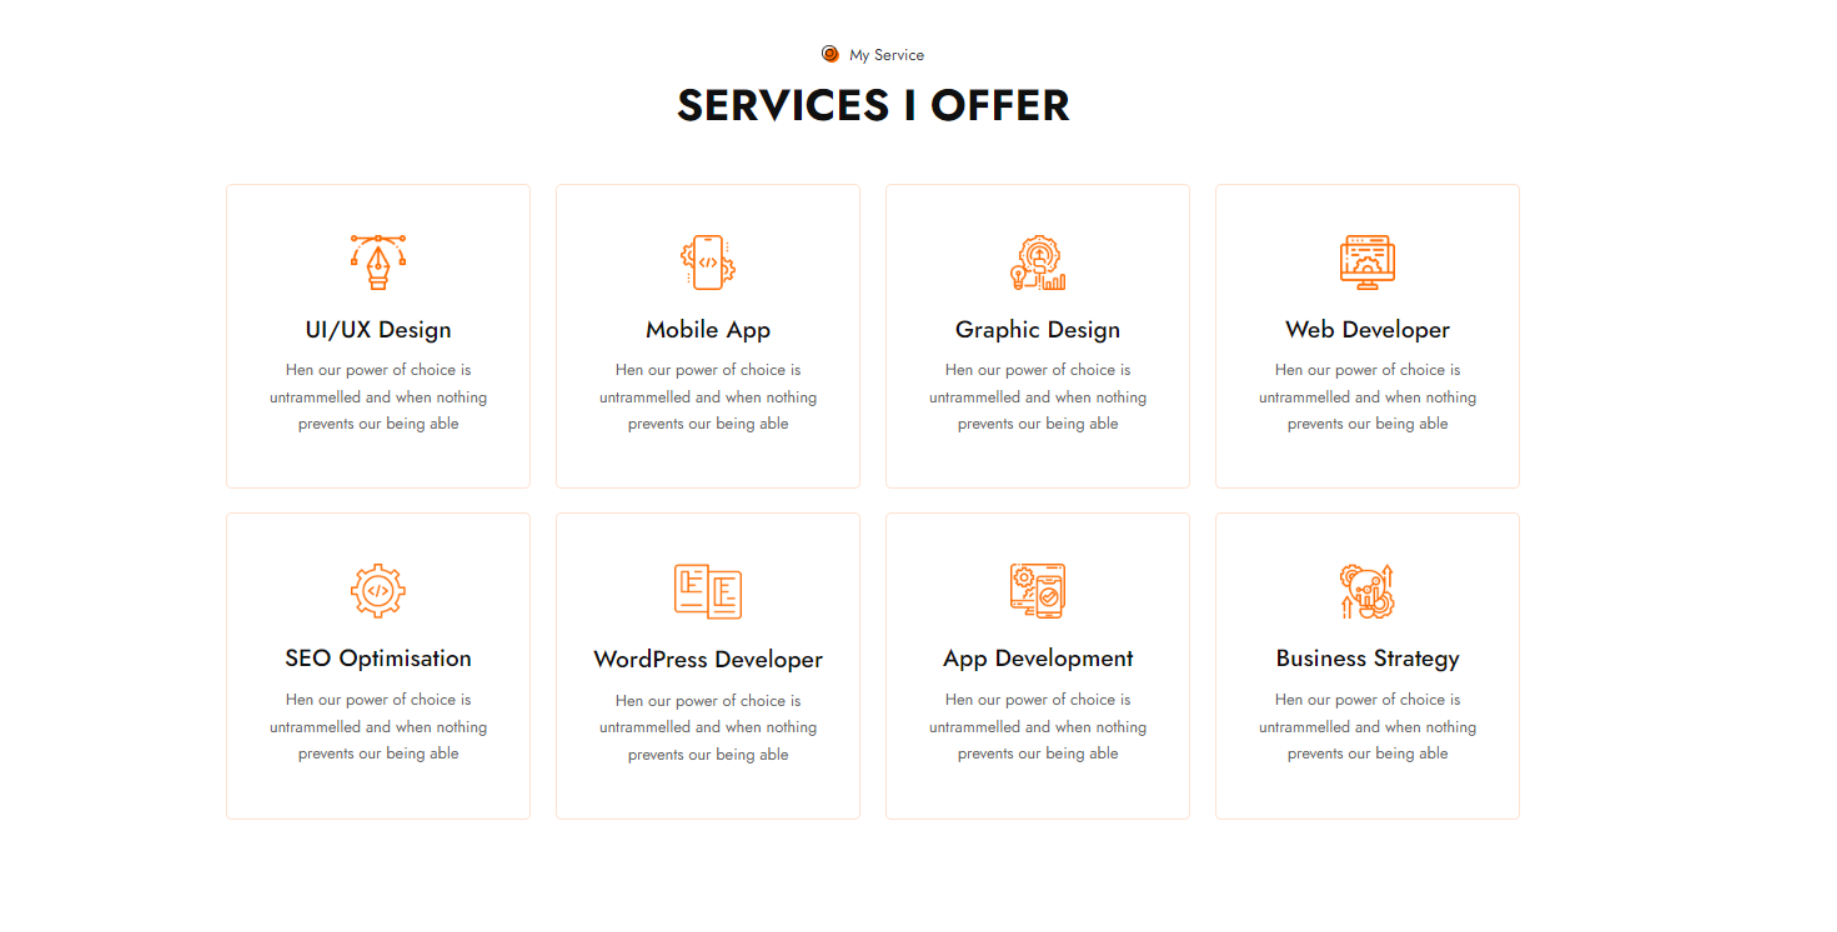 My Service
SERVICES I OFFER
UI/UX Design
Hen our power of choice is
untrammelled and when nothing
prevents our being able
Mobile App
Hen our power of choice is
untrammelled and when nothing
prevents our being able
Graphic Design
Hen our power of choice is
untrammelled and when nothing
prevents our being able
Web Developer
Hen our power of choice is
untrammelled and when nothing
prevents our being able
SEO Optimisation
Hen our power of choice is
untrammelled and when nothing
prevents our being able
WordPress Developer
Hen our power of choice is
untrammelled and when nothing
prevents our being able
App Development
Hen our power of choice is
untrammelled and when nothing
prevents our being able
Business Strategy
Hen our power of choice is
untrammelled and when nothing
prevents our being able